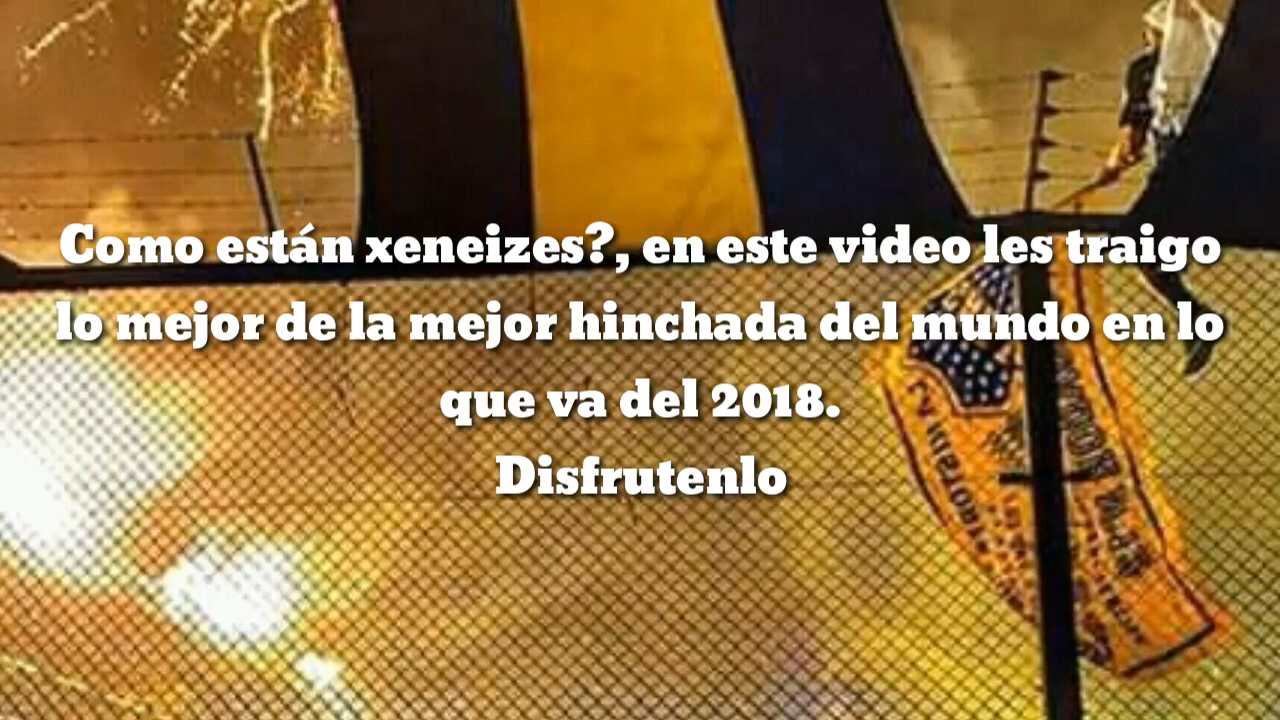 Como están xeneizes?, en este video les traigo
lo mejor de la mejor hinchada del mundo en lo
que va del 2018.
Disfrutenlo